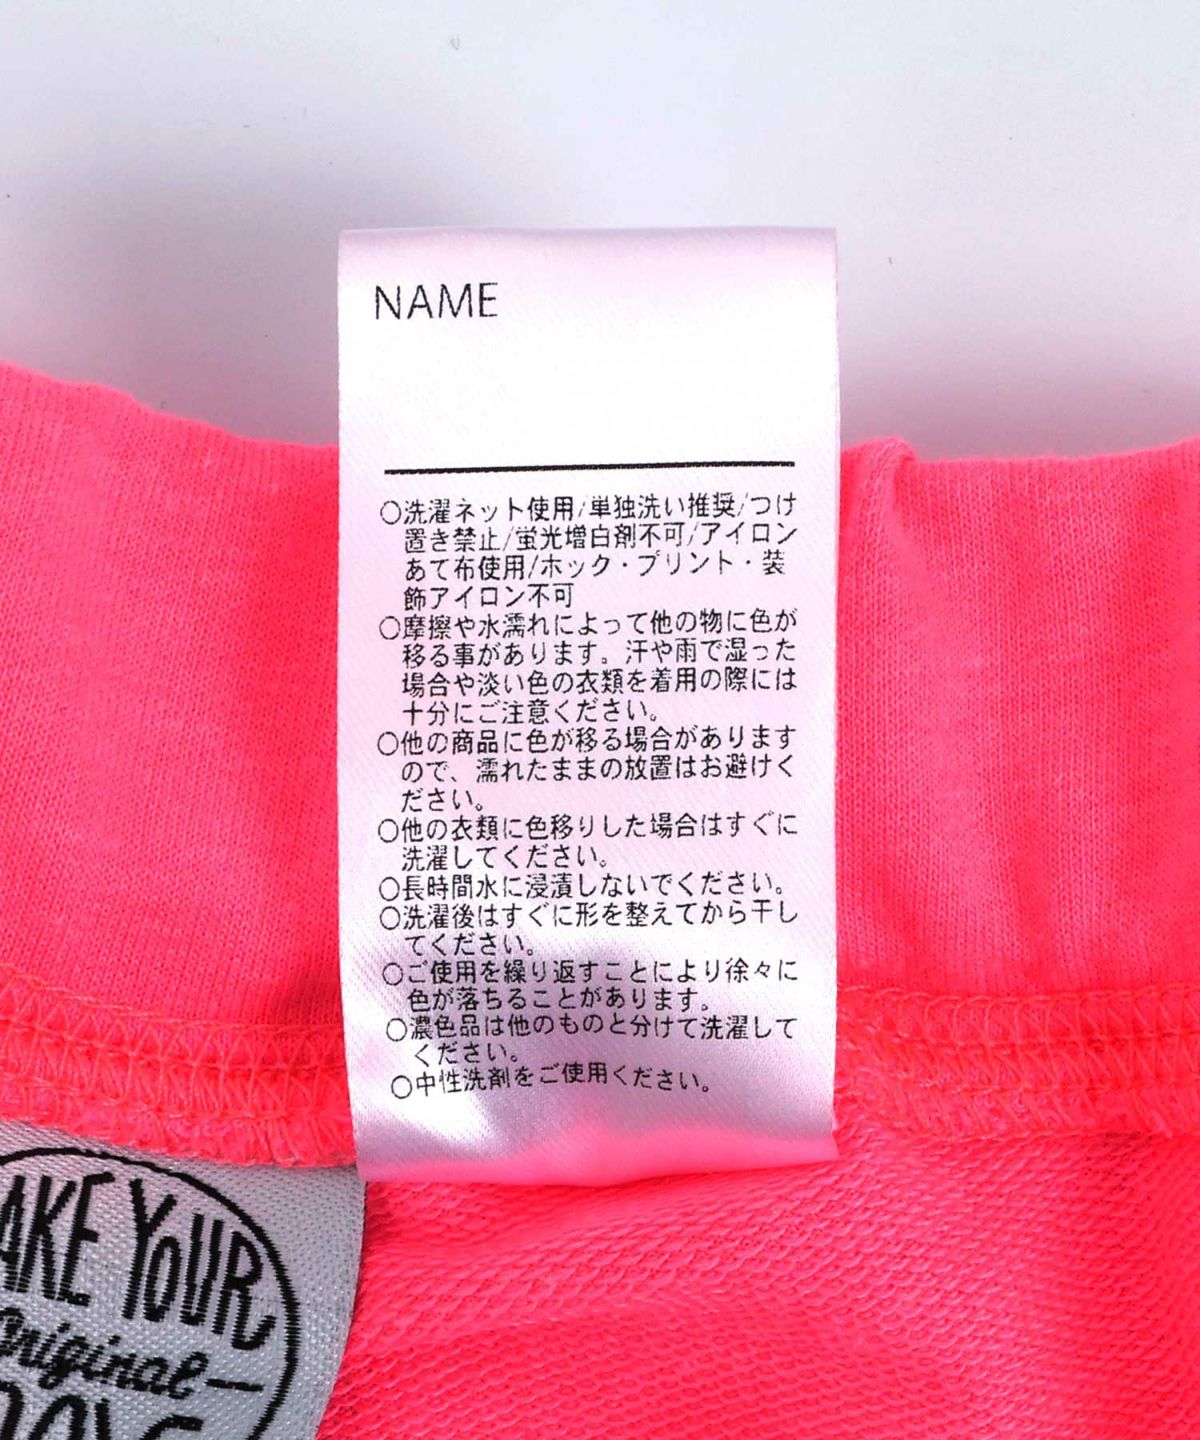 NAME
○洗濯ネット使用/単独洗い推奨/つけ
置き禁止/蛍光増白剤不可/アイロン
あて布使用/ホック・プリント・装
飾アイロン不可
○摩擦や水濡れによって他の物に色が
移る事があります。汗や雨で湿った
場合や淡い色の衣類を着用の際には
十分にご注意ください。
○他の商品に色が移る場合があります
ので、濡れたままの放置はお避けく
ださい。
○他の衣類に色移りした場合はすぐに
洗濯してください。
○長時間水に浸漬しないでください。
○洗濯後はすぐに形を整えてから干し
てください。
○ご使用を繰り返すことにより徐々に
色が落ちることがあります。
○濃色品は他のものと分けて洗濯して
ください。
○中性洗剤をご使用ください。
AKE YOUR
Original